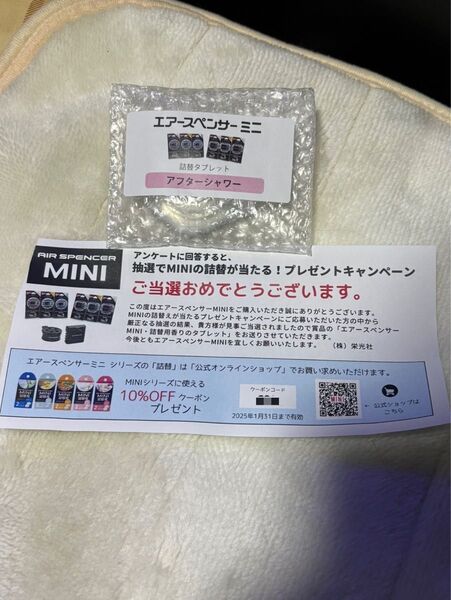 エアースペンサーミニ
詰替タブレット
アフターシャワー
AIR SPENCER
MINI
アンケートに回答すると、
抽選でMINIの詰替が当たる！プレゼントキャンペーン
ご当選おめでとうございます。
この度はエアースペンサーMINIをご購入いただき誠にありがとうございます。
MINIの詰替えが当たるプレゼントキャンペーンにご応募いただいた方の中から
厳正なる抽選の結果、貴方様が見事ご当選されましたので賞品の「エアースペンサー
MINI・詰替用香りのタブレット」をお送りさせていただきます。
今後ともエアースペンサーMINIを宜しくお願いいたします。 （株）栄光社
エアースペンサーミニ シリーズの「詰替」は「公式オンラインショップ」でお買い求めいただけます。
MINIシリーズに使える
10%OFF クーポン
プレゼント
クーポンコード
2025年1月31日まで有効
← 公式ショップは
こちら